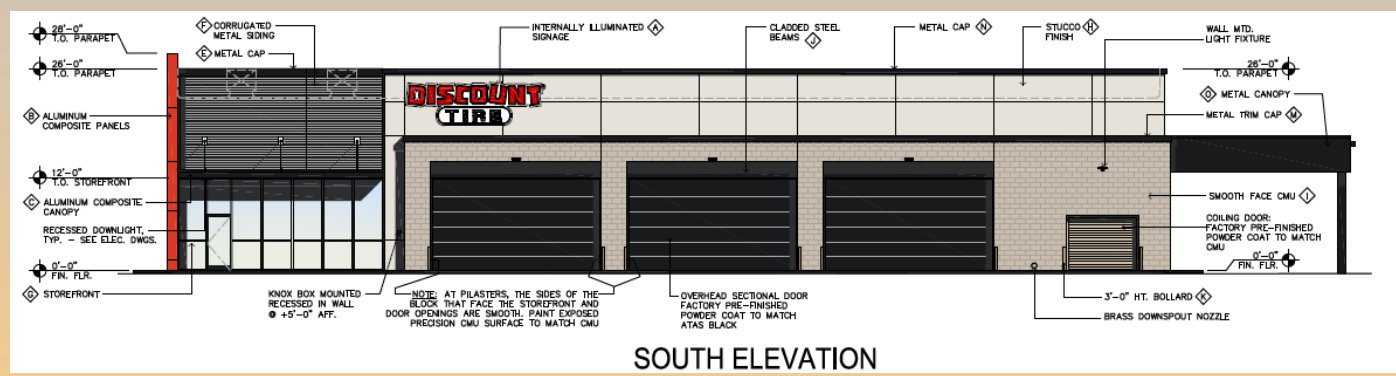 28'-0"
T.O. PARAPET
F CORRUGATED
METAL SIDING
E METAL CAP
26'-0"
T.O. PARAPET
B ALUMINUM
COMPOSITE PANELS
12'-0"
T.O. STOREFRONT
C ALUMINUM COMPOSITE
CANOPY
RECESSED DOWNLIGHT,
TYP. - SEE ELEC. DWGS.
0'-0"
FIN. FLR.
G STOREFRONT
INTERNALLY ILLUMINATED A
SIGNAGE
DISCOUNT
TIRE
CLADDED STEEL
BEAMS J
METAL CAP N
STUCCO H
FINISH
WALL MTD.
LIGHT FIXTURE
26'-0"
T.O. PARAPET
O METAL CANOPY
METAL TRIM CAP M
SMOOTH FACE CMU I
COILING DOOR:
FACTORY PRE-FINISHED
POWDER COAT TO MATCH
CMU
0'-0"
FIN. FLR.
KNOX BOX MOUNTED
RECESSED IN WALL
@ +5'-0" AFF.
NOTE: AT PILASTERS, THE SIDES OF THE
BLOCK THAT FACE THE STOREFRONT AND
DOOR OPENINGS ARE SMOOTH. PAINT EXPOSED
PRECISION CMU SURFACE TO MATCH CMU
OVERHEAD SECTIONAL DOOR
FACTORY PRE-FINISHED
POWDER COAT TO MATCH
ATAS BLACK
3'-0" HT. BOLLARD K
BRASS DOWNSPOUT NOZZLE
SOUTH ELEVATION